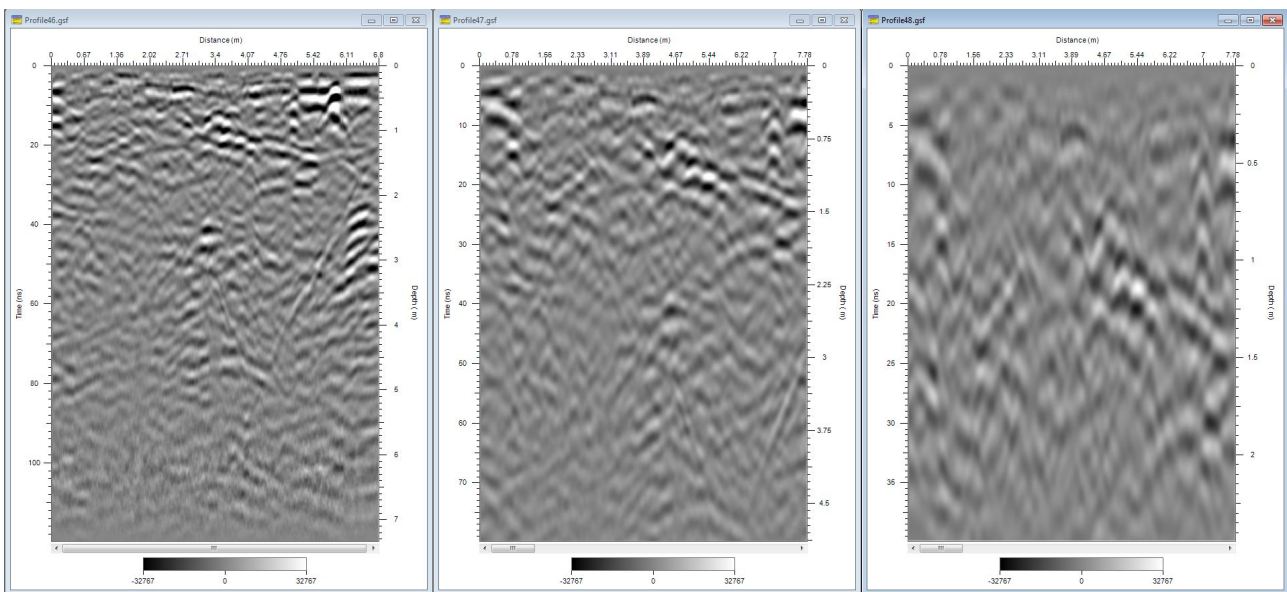 Profile46.gsf
Distance (m)
0 0.67 1.36 2.02 2.71 3.4 4.07 4.76 5.42 6.11 6.8
0 20 40 60 80 100
Time (ns)
0 1 2 3 4 5 6 7
Depth (m)
-32767 0 32767
Profile47.gsf
Distance (m)
0 0.78 1.56 2.33 3.11 3.89 4.67 5.44 6.22 7 7.78
0 10 20 30 40 50 60 70
Time (ns)
0 0.75 1.5 2.25 3 3.75 4.5
Depth (m)
-32767 0 32767
Profile48.gsf
Distance (m)
0 0.78 1.56 2.33 3.11 3.89 4.67 5.44 6.22 7 7.78
0 5 10 15 20 25 30 35
Time (ns)
0 0.5 1 1.5 2
Depth (m)
-32767 0 32767